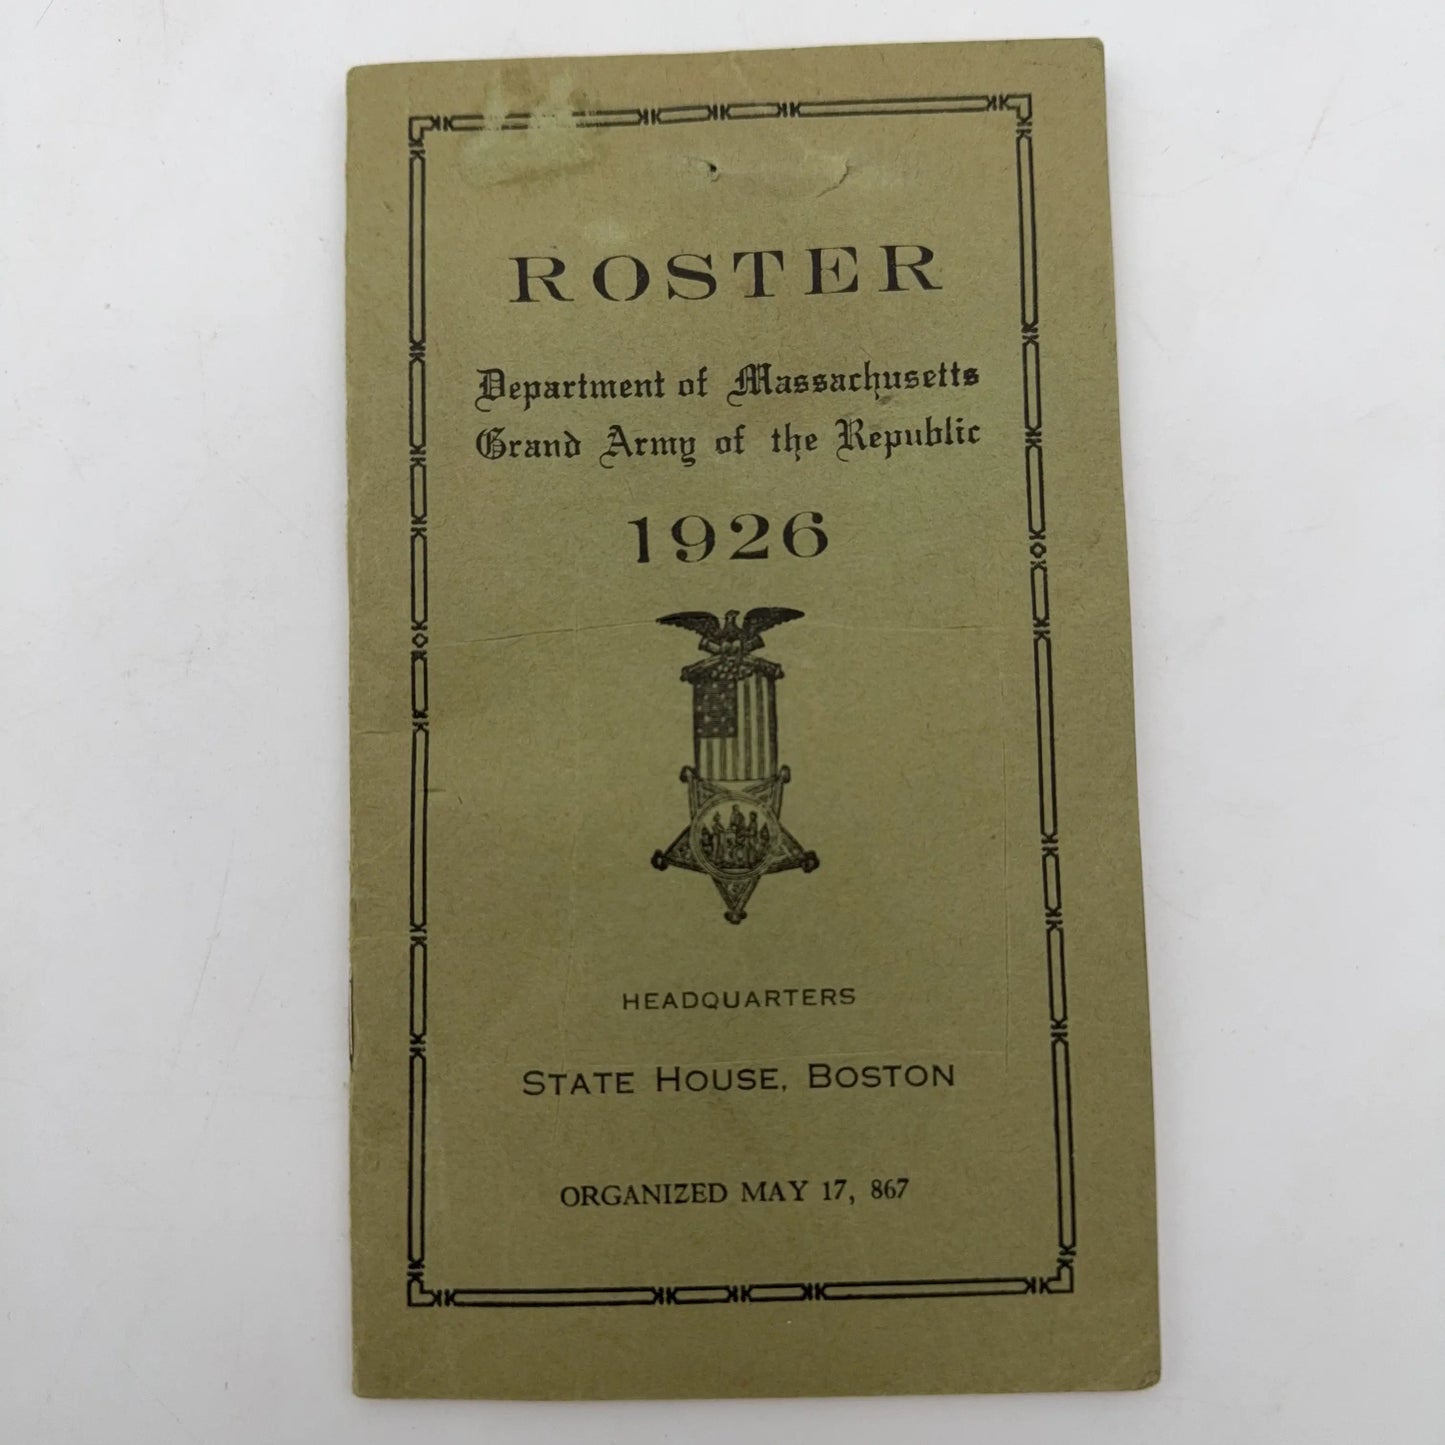 ROSTER
Department of Massachusetts
Grand Army of the Republic
1926
HEADQUARTERS
STATE HOUSE, BOSTON
ORGANIZED MAY 17, 867